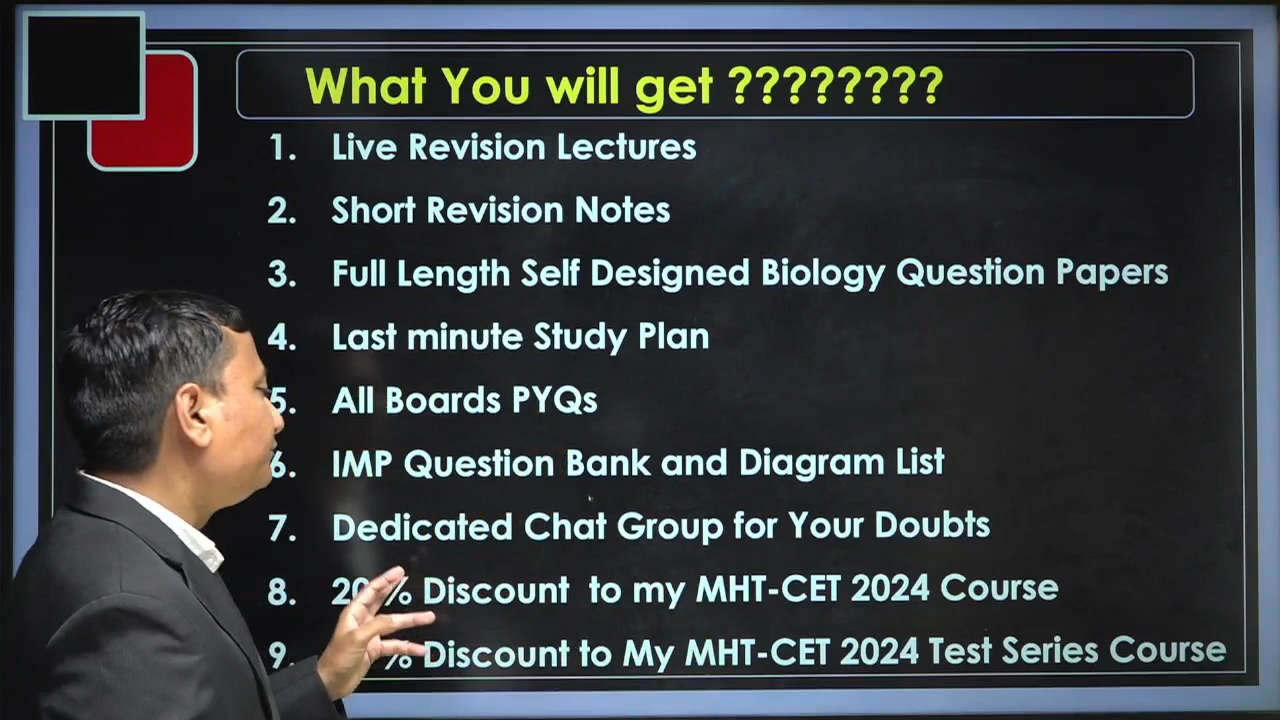 What You will get ????????
1. Live Revision Lectures
2. Short Revision Notes
3. Full Length Self Designed Biology Question Papers
4. Last minute Study Plan
5. All Boards PYQs
6. IMP Question Bank and Diagram List
7. Dedicated Chat Group for Your Doubts
8. 20% Discount to my MHT-CET 2024 Course
9. % Discount to My MHT-CET 2024 Test Series Course